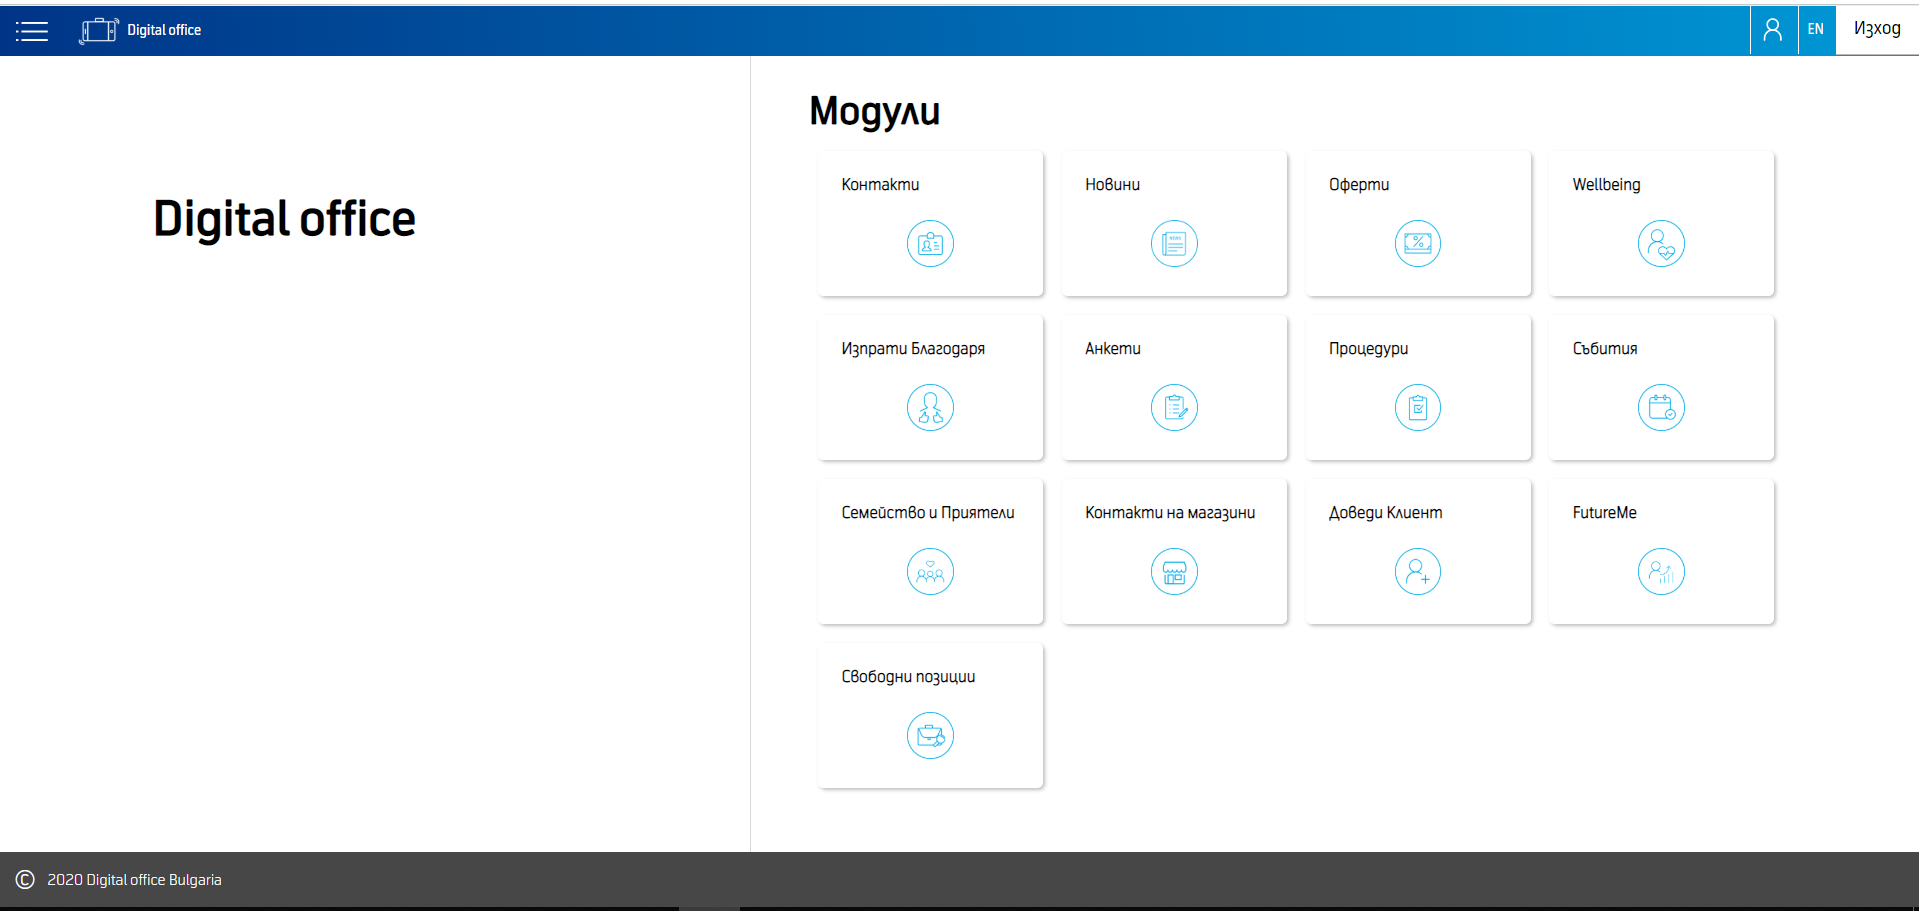 Digital office
EN
Изход
Digital office
Модули
Контакти
Новини
Оферти
Wellbeing
Изпрати Благодаря
Анкети
Процедури
Събития
Семейство и Приятели
Контакти на магазини
Доведи Клиент
FutureMe
Свободни позиции
© 2020 Digital office Bulgaria